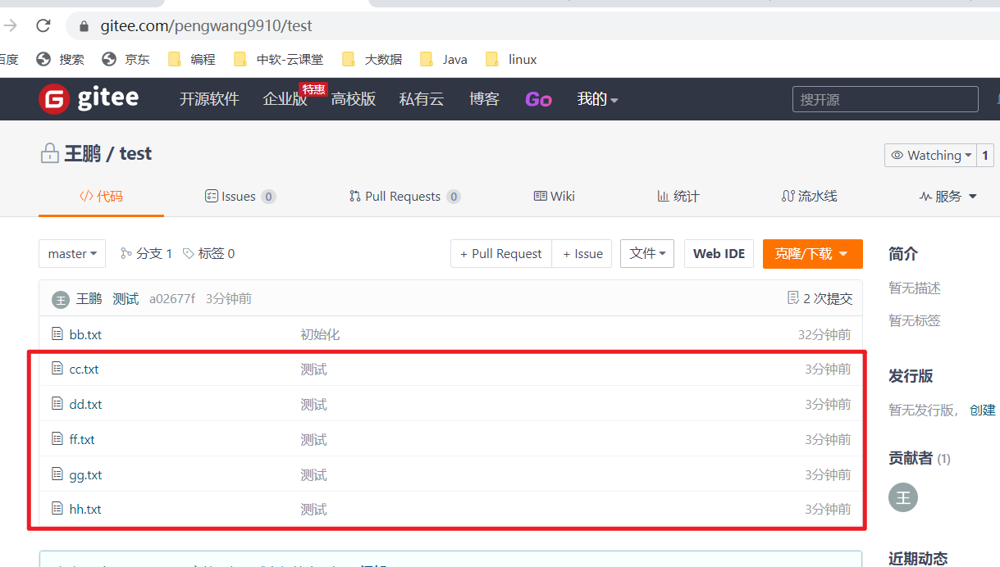 gitee.com/pengwang9910/test
百度 搜索 京东 编程 中软-云课堂 大数据 Java linux
gitee 开源软件 企业版 特惠 高校版 私有云 博客 Go 我的 搜开源
王鹏 / test
Watching 1
代码 Issues 0 Pull Requests 0 Wiki 统计 流水线 服务
master 分支 1 标签 0 + Pull Request + Issue 文件 Web IDE 克隆/下载
简介
王 王鹏 测试 a02677f 3分钟前 2 次提交
暂无描述
暂无标签
bb.txt 初始化 32分钟前
cc.txt 测试 3分钟前
dd.txt 测试 3分钟前
ff.txt 测试 3分钟前
gg.txt 测试 3分钟前
hh.txt 测试 3分钟前
发行版
暂无发行版， 创建
贡献者 (1)
王
近期动态